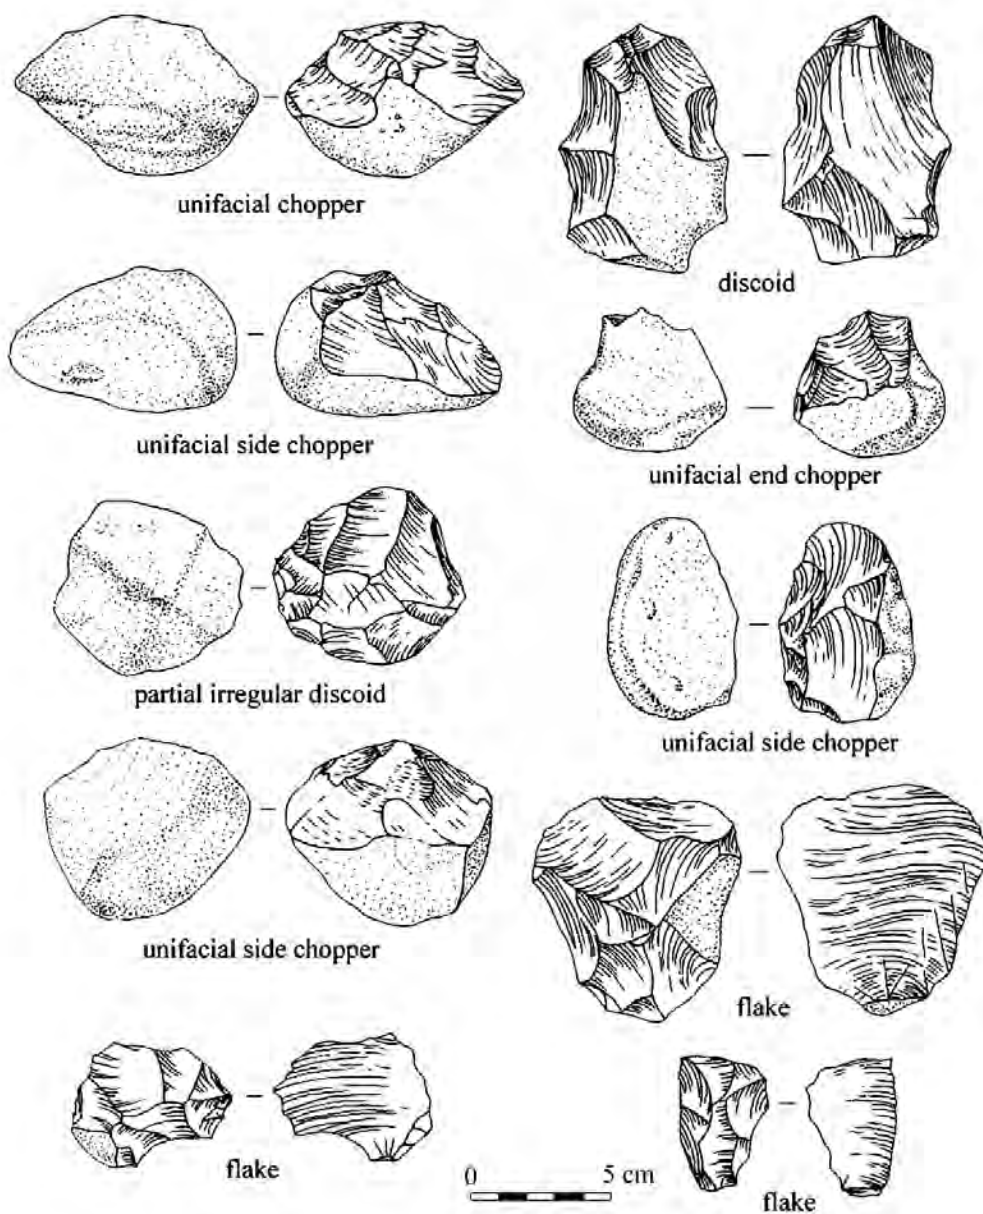 unifacial chopper
discoid
unifacial side chopper
unifacial end chopper
partial irregular discoid
unifacial side chopper
unifacial side chopper
flake
flake
0 5 cm
flake